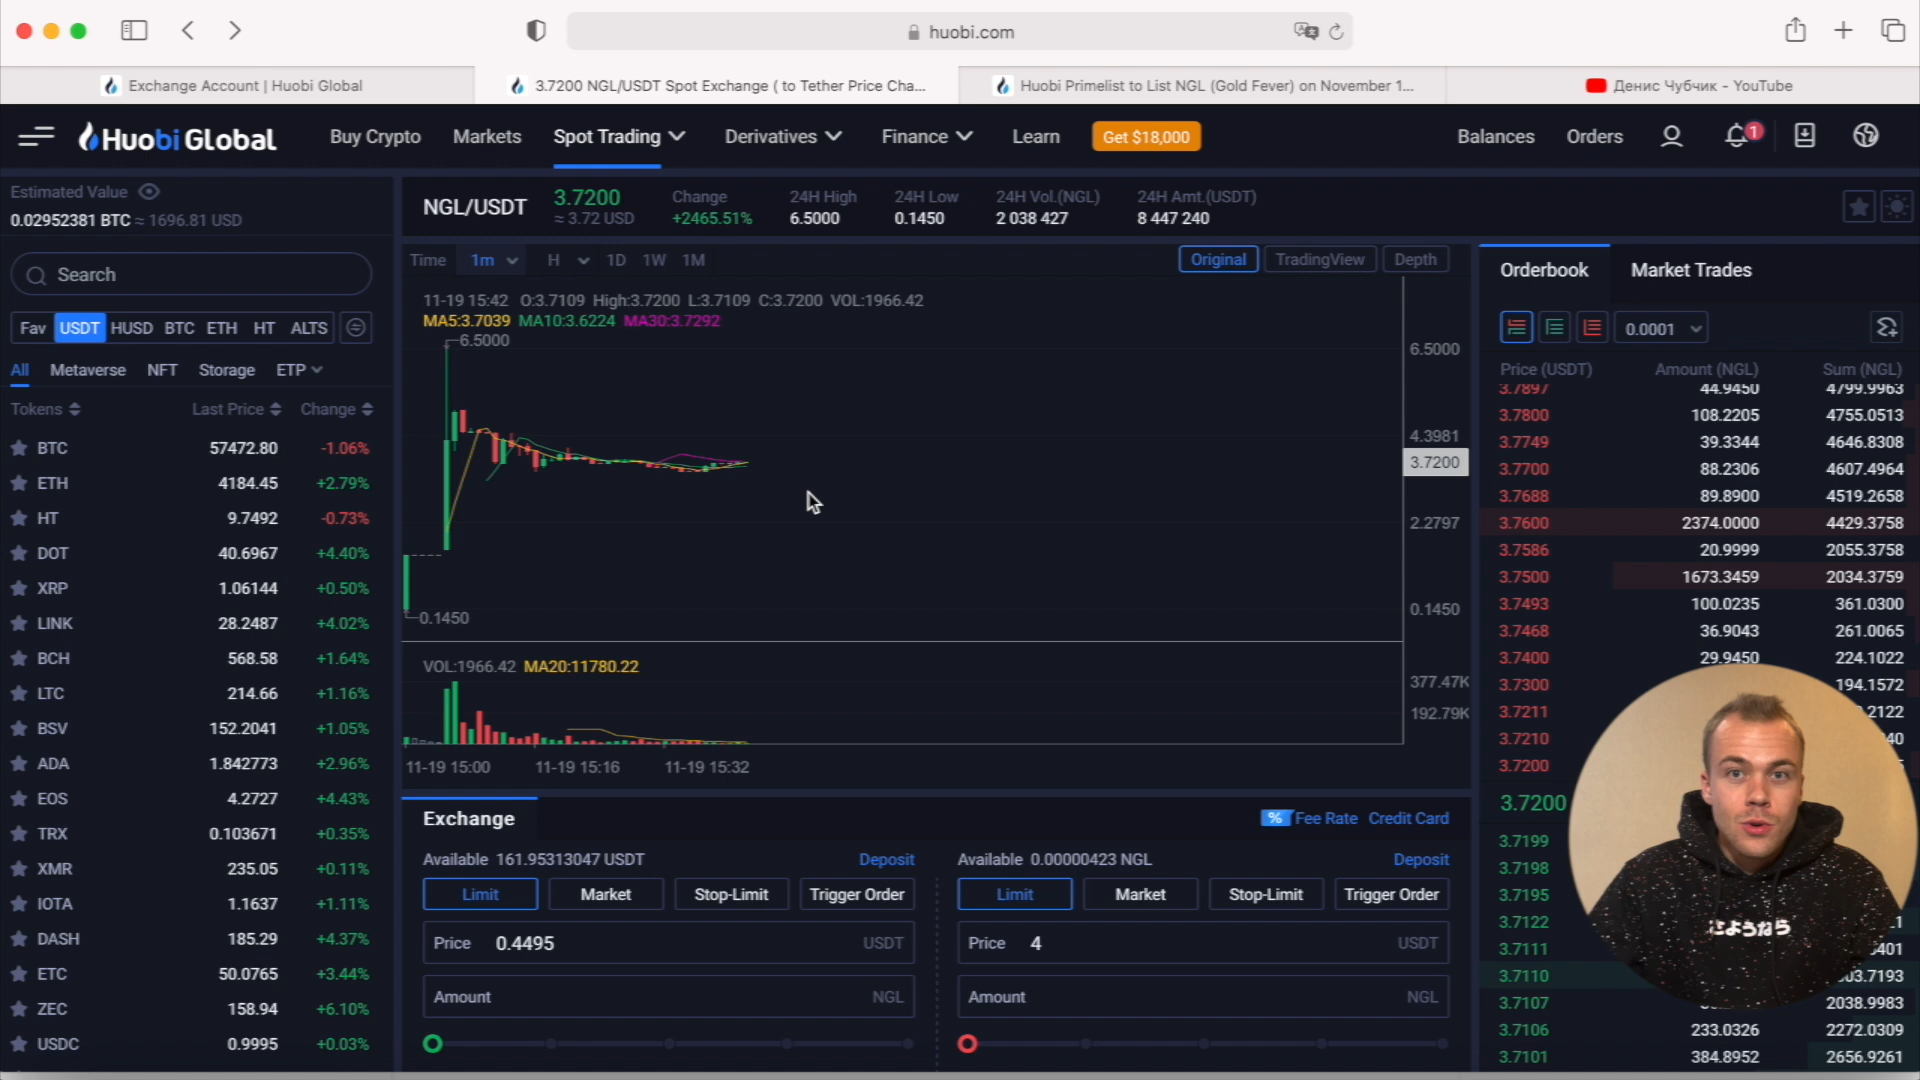 huobi.com
Exchange Account | Huobi Global
3.7200 NGL/USDT Spot Exchange ( to Tether Price Cha...
Huobi Primelist to List NGL (Gold Fever) on November 1...
Денис Чубчик - YouTube
Huobi Global
Buy Crypto
Markets
Spot Trading
Derivatives
Finance
Learn
Get $18,000
Balances
Orders
1
Estimated Value
0.02952381 BTC ≈ 1696.81 USD
Search
Fav USDT HUSD BTC ETH HT ALTS
All Metaverse NFT Storage ETP
Tokens Last Price Change
BTC 57472.80 -1.06%
ETH 4184.45 +2.79%
HT 9.7492 -0.73%
DOT 40.6967 +4.40%
XRP 1.06144 +0.50%
LINK 28.2487 +4.02%
BCH 568.58 +1.64%
LTC 214.66 +1.16%
BSV 152.2041 +1.05%
ADA 1.842773 +2.96%
EOS 4.2727 +4.43%
TRX 0.103671 +0.35%
XMR 235.05 +0.11%
IOTA 1.1637 +1.11%
DASH 185.29 +4.37%
ETC 50.0765 +3.44%
ZEC 158.94 +6.10%
USDC 0.9995 +0.03%
NGL/USDT
3.7200
≈ 3.72 USD
Change
+2465.51%
24H High
6.5000
24H Low
0.1450
24H Vol.(NGL)
2 038 427
24H Amt.(USDT)
8 447 240
Time 1m H 1D 1W 1M
Original TradingView Depth
11-19 15:42 O:3.7109 High:3.7200 L:3.7109 C:3.7200 VOL:1966.42
MA5:3.7039 MA10:3.6224 MA30:3.7292
6.5000
0.1450
6.5000
4.3981
3.7200
2.2797
0.1450
VOL:1966.42 MA20:11780.22
377.47K
192.79K
11-19 15:00 11-19 15:16 11-19 15:32
Exchange
% Fee Rate Credit Card
Available 161.95313047 USDT Deposit
Limit Market Stop-Limit Trigger Order
Price 0.4495 USDT
Amount NGL
Available 0.00000423 NGL Deposit
Limit Market Stop-Limit Trigger Order
Price 4 USDT
Amount NGL
Orderbook Market Trades
0.0001
Price (USDT) Amount (NGL) Sum (NGL)
3.7897 44.9450 4799.9963
3.7800 108.2205 4755.0513
3.7749 39.3344 4646.8308
3.7700 88.2306 4607.4964
3.7688 89.8900 4519.2658
3.7600 2374.0000 4429.3758
3.7586 20.9999 2055.3758
3.7500 1673.3459 2034.3759
3.7493 100.0235 361.0300
3.7468 36.9043 261.0065
3.7400 29.9450 224.1022
3.7300 194.1572
3.7211
3.7210
3.7200
3.7200
3.7199
3.7198
3.7195
3.7122
3.7111
3.7110
3.7107 2038.9983
3.7106 233.0326 2272.0309
3.7101 384.8952 2656.9261
さようなら